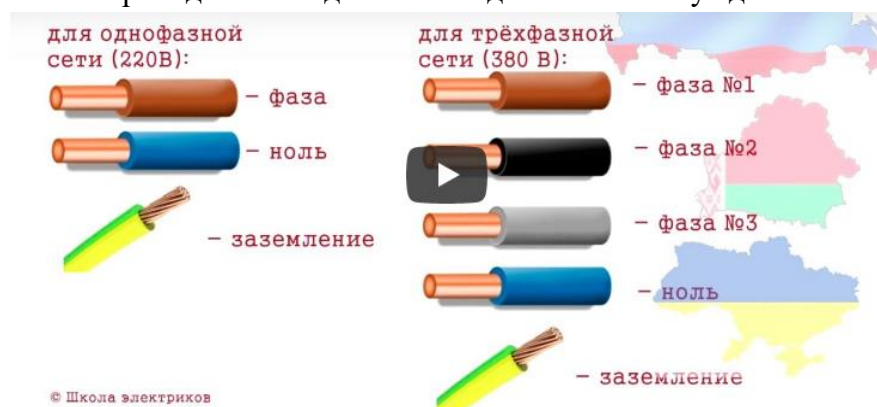 для однофазной
сети (220В):
– фаза
– ноль
– заземление
для трёхфазной
сети (380 В):
– фаза №1
– фаза №2
– фаза №3
– ноль
– заземление
© Школа электриков